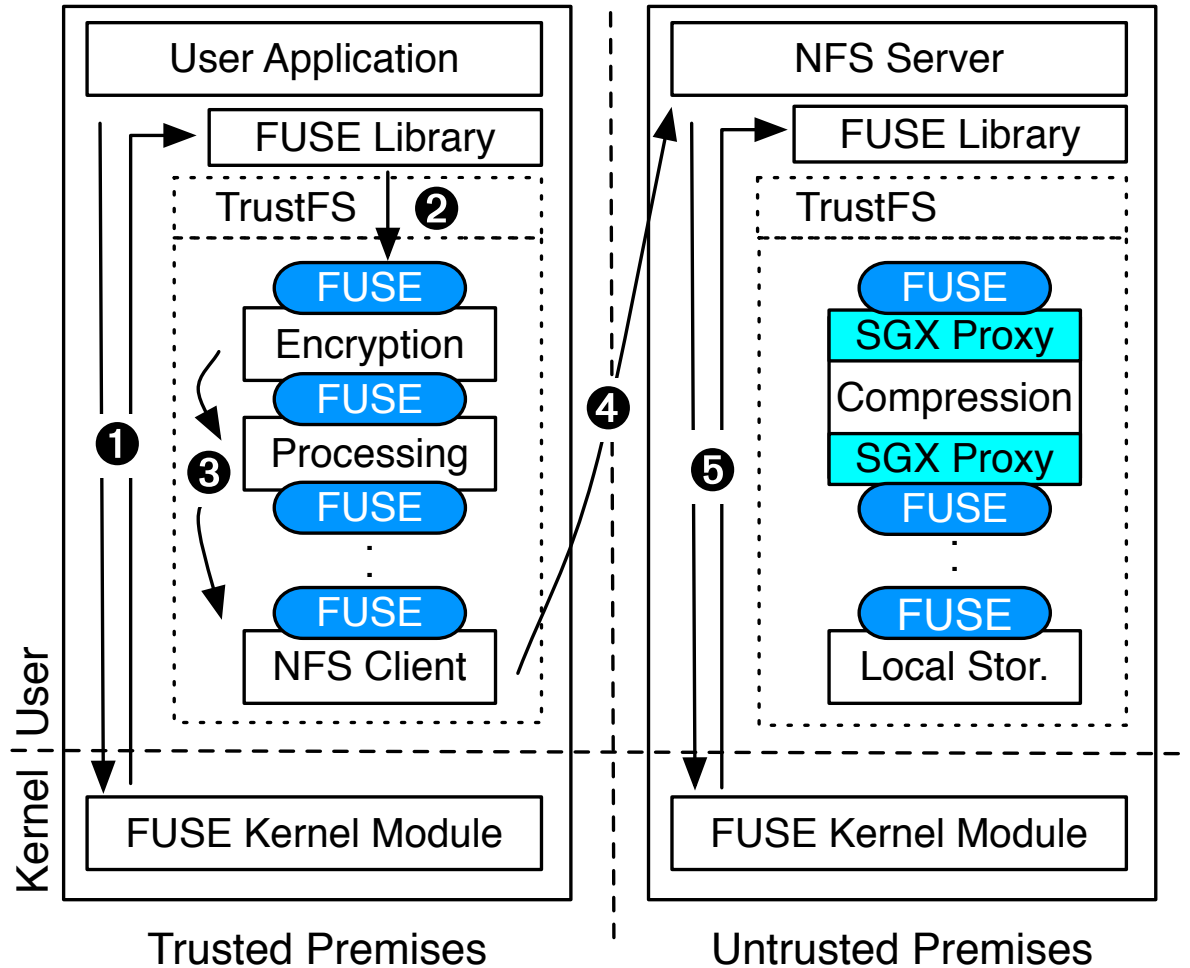 User Application
FUSE Library
TrustFS
❷
FUSE
Encryption
FUSE
❶
Processing
❸
FUSE
FUSE
NFS Client
FUSE Kernel Module
Trusted Premises
❹
NFS Server
FUSE Library
TrustFS
FUSE
SGX Proxy
Compression
❺
SGX Proxy
FUSE
FUSE
Local Stor.
FUSE Kernel Module
Untrusted Premises
User
Kernel